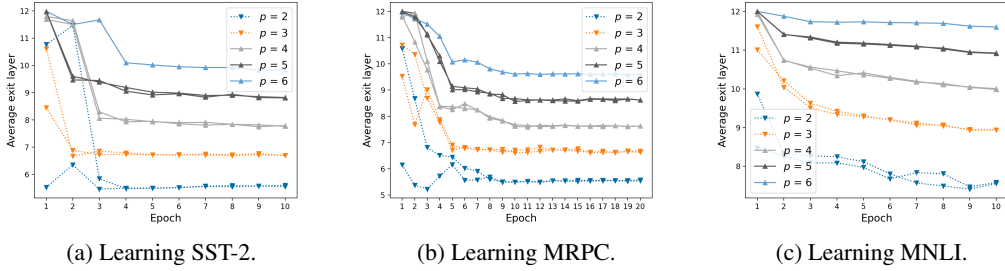 12
11
10
9
8
7
6
Average exit layer
1 2 3 4 5 6 7 8 9 10
Epoch
p = 2
p = 3
p = 4
p = 5
p = 6
(a) Learning SST-2.
12
11
10
9
8
7
6
5
Average exit layer
1 2 3 4 5 6 7 8 9 10 11 12 13 14 15 16 17 18 19 20
Epoch
p = 2
p = 3
p = 4
p = 5
p = 6
(b) Learning MRPC.
12
11
10
9
8
Average exit layer
1 2 3 4 5 6 7 8 9 10
Epoch
p = 2
p = 3
p = 4
p = 5
p = 6
(c) Learning MNLI.